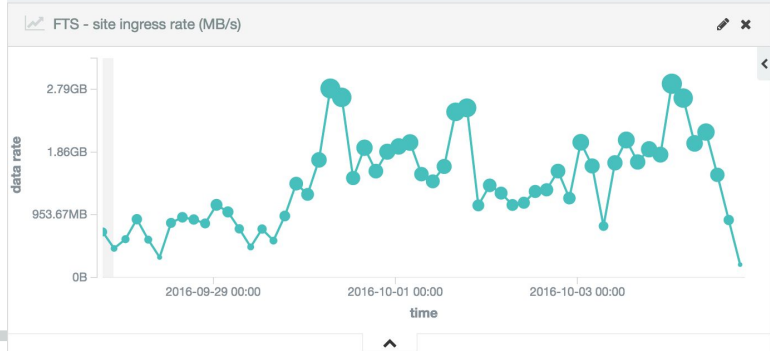 FTS - site ingress rate (MB/s)
2.79GB
1.86GB
953.67MB
0B
data rate
2016-09-29 00:00
2016-10-01 00:00
2016-10-03 00:00
time